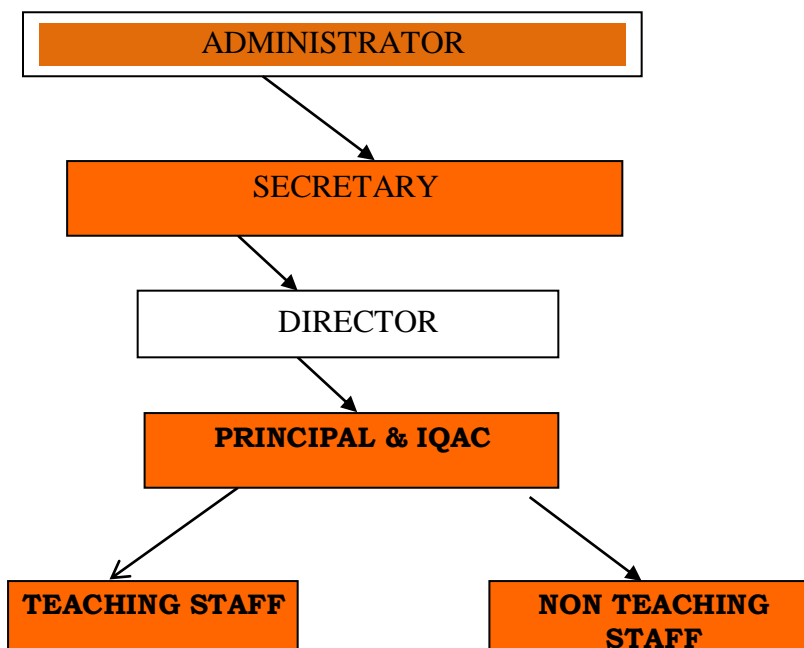 ADMINISTRATOR
SECRETARY
DIRECTOR
PRINCIPAL & IQAC
TEACHING STAFF
NON TEACHING
STAFF